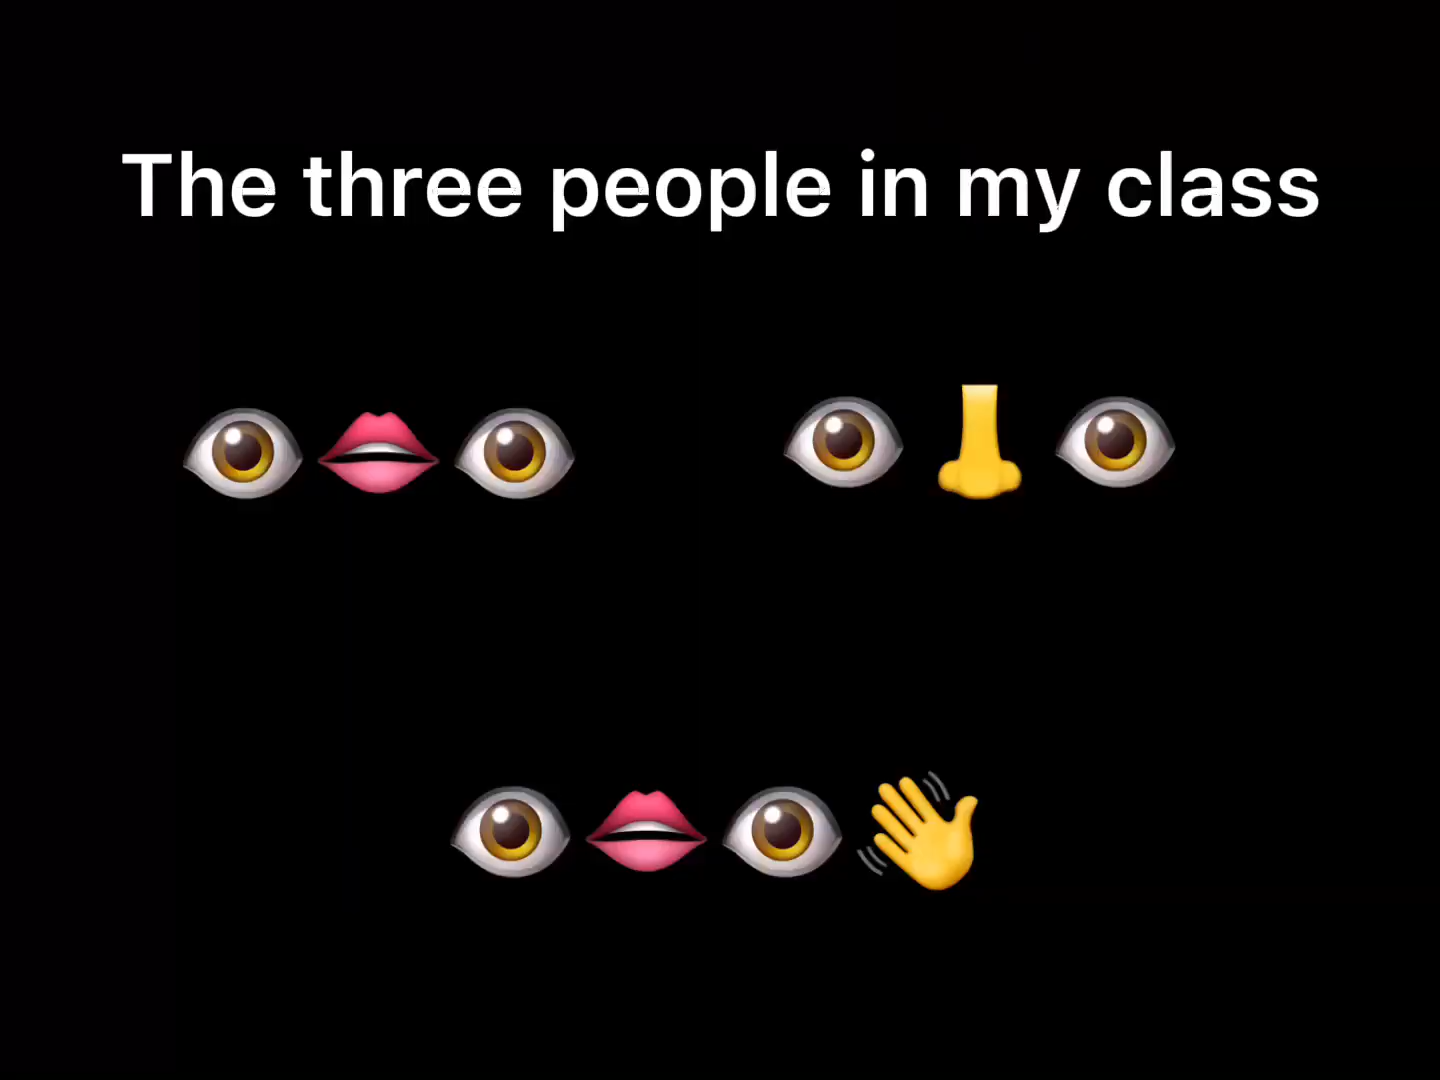 The three people in my class
👁👄👁 👁👃👁
👁👄👁👋